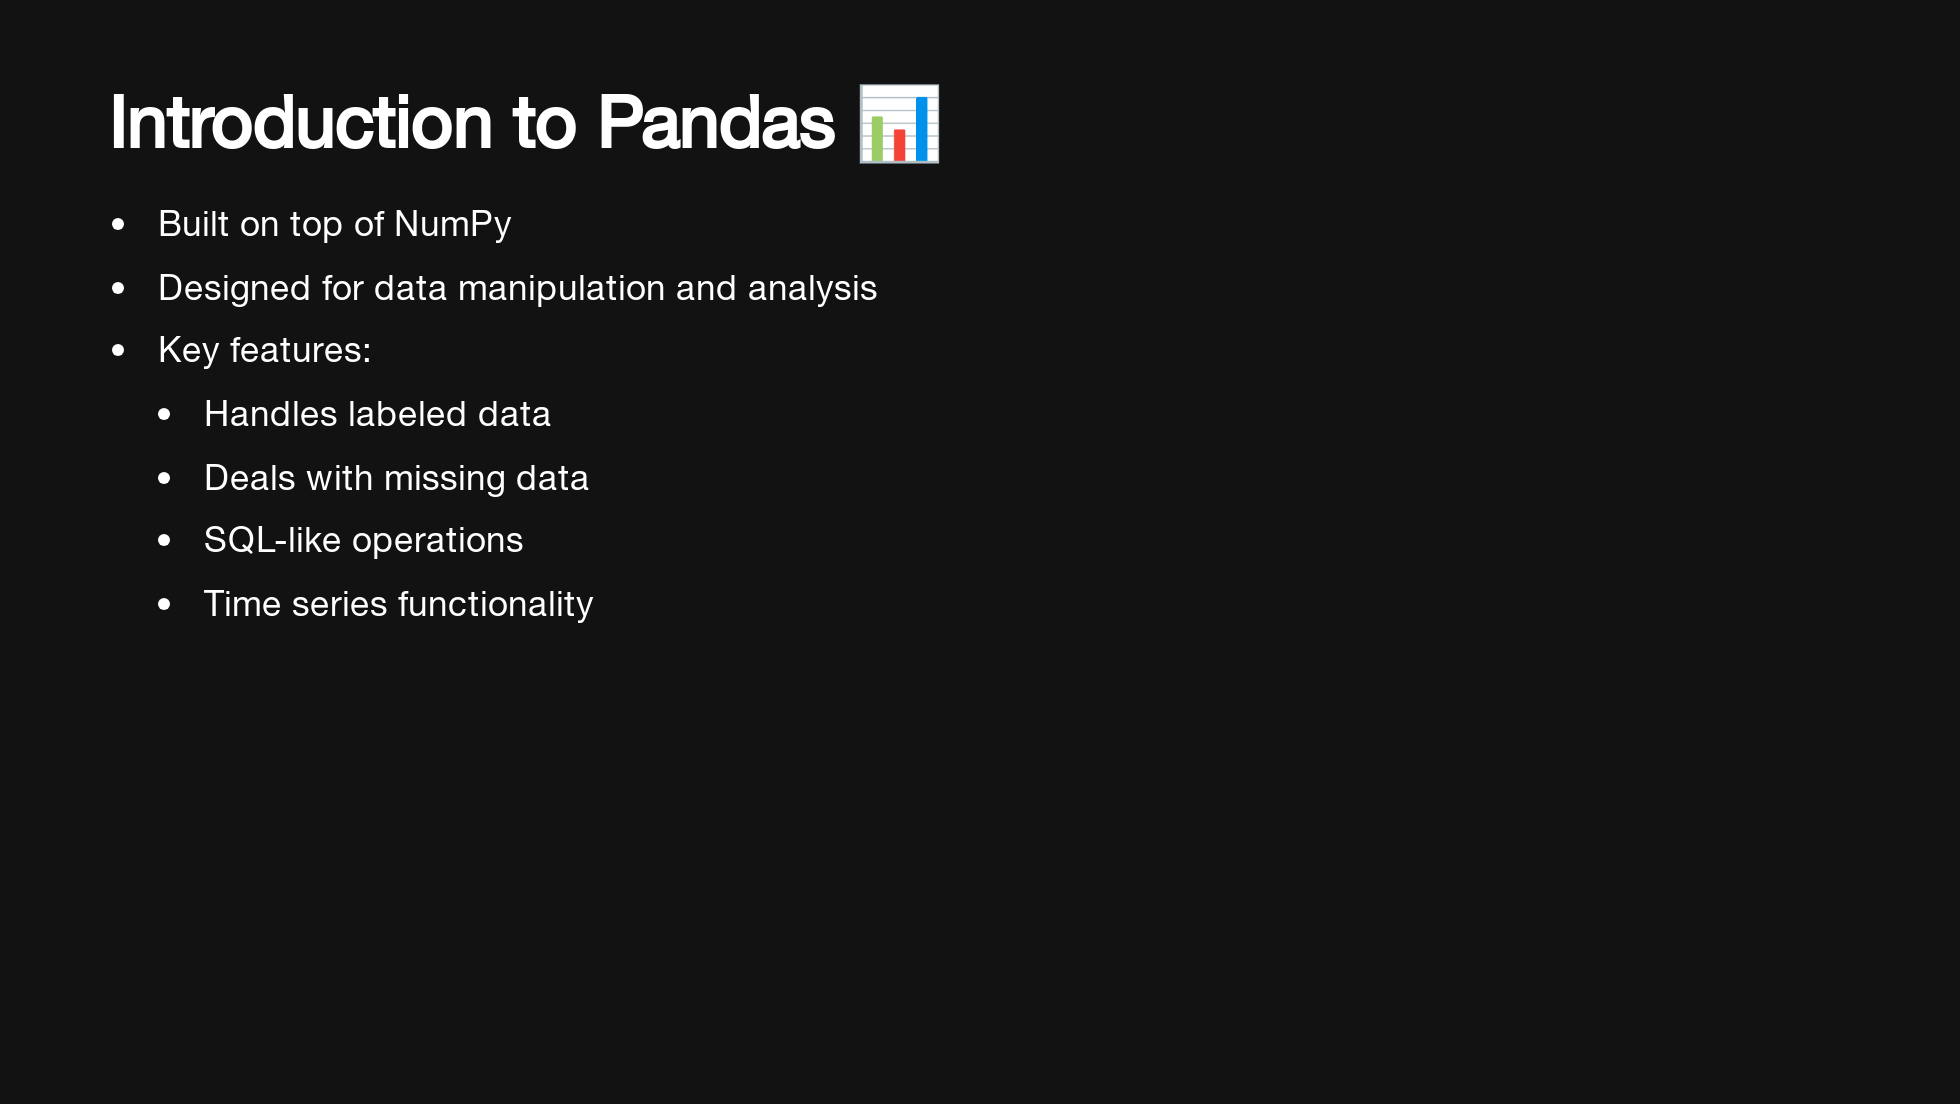 Introduction to Pandas 📊
• Built on top of NumPy
• Designed for data manipulation and analysis
• Key features:
• Handles labeled data
• Deals with missing data
• SQL-like operations
• Time series functionality